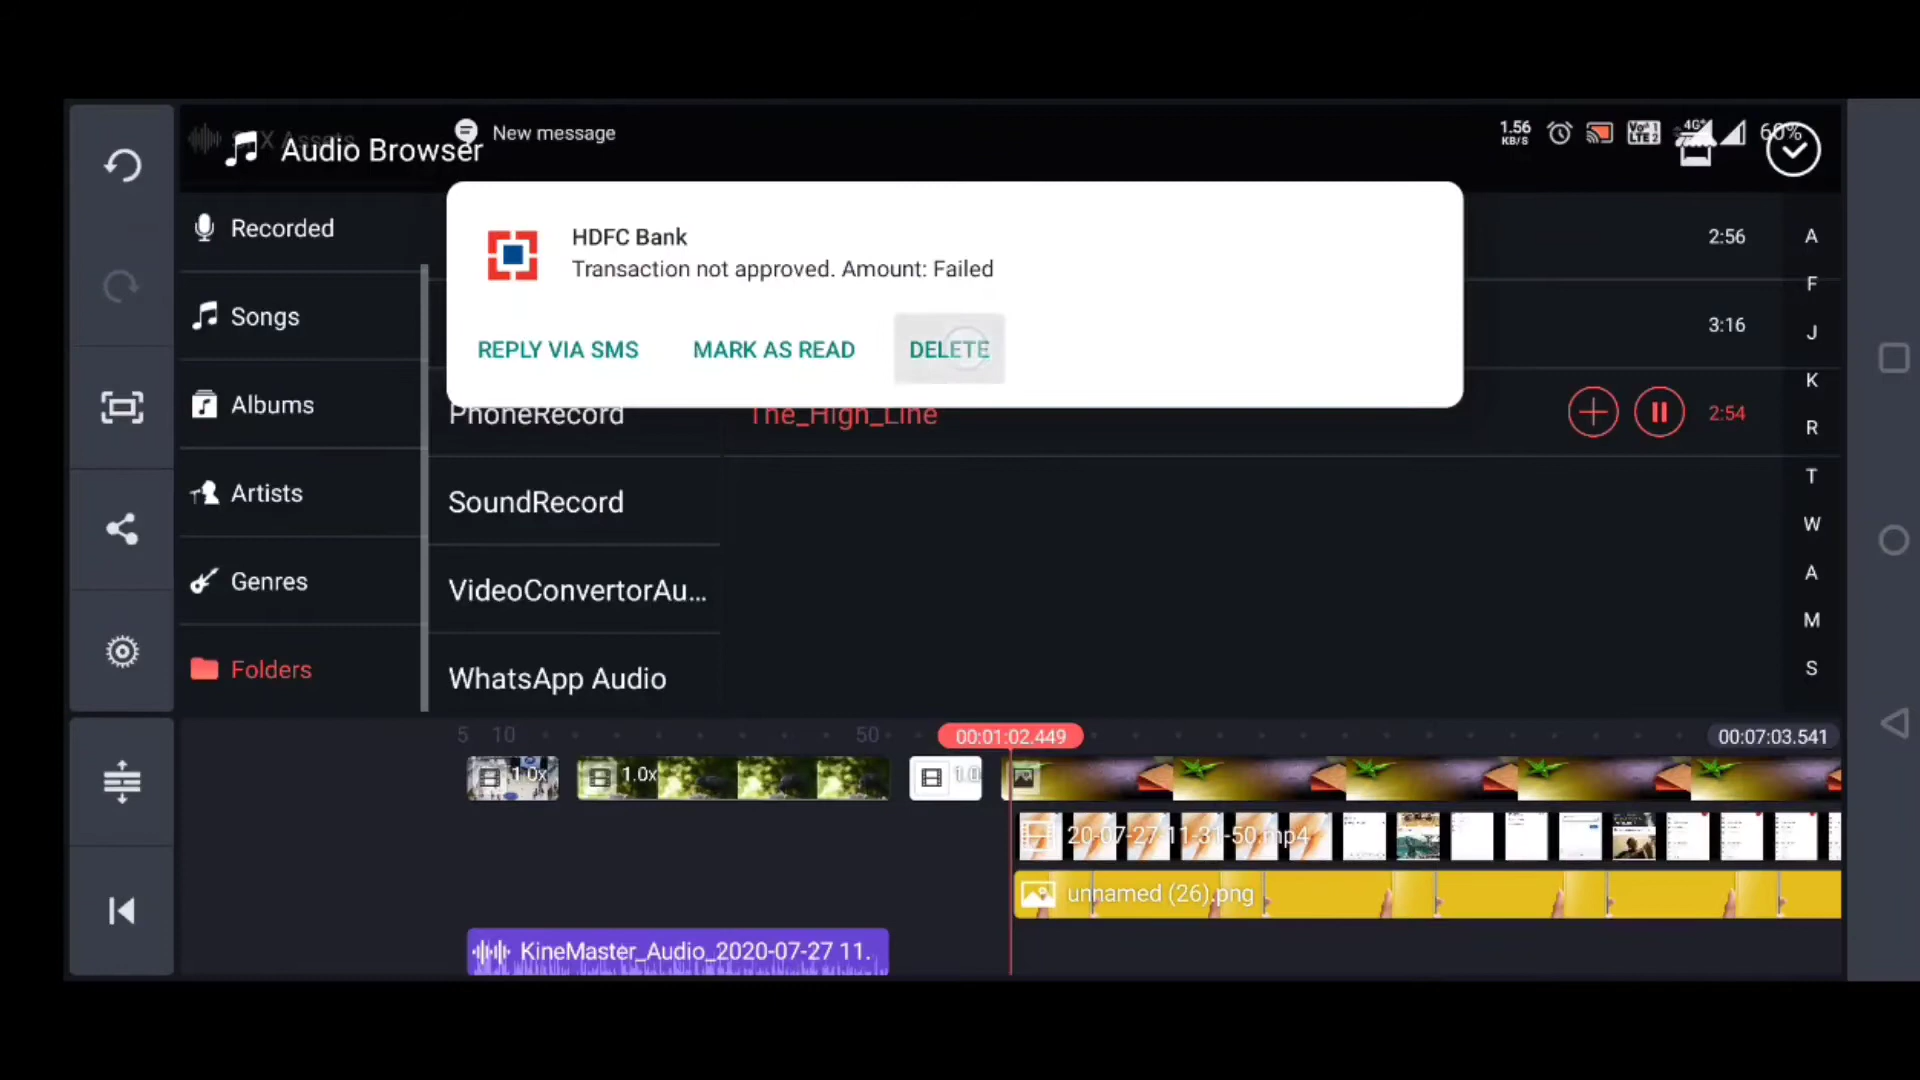 Audio Browser
New message
1.56
KB/S
4G+
LTE 2
60%
HDFC Bank
Transaction not approved. Amount: Failed
REPLY VIA SMS
MARK AS READ
DELETE
Recorded
Songs
Albums
Artists
Genres
Folders
PhoneRecord
SoundRecord
VideoConvertorAu...
WhatsApp Audio
2:56
3:16
The_High_Line
2:54
A
F
J
K
R
T
W
A
M
S
5 10 50
00:01:02.449
00:07:03.541
1.0x
1.0x
1.0
20-07-27-11-31-50.mp4
unnamed (26).png
KineMaster_Audio_2020-07-27 11.